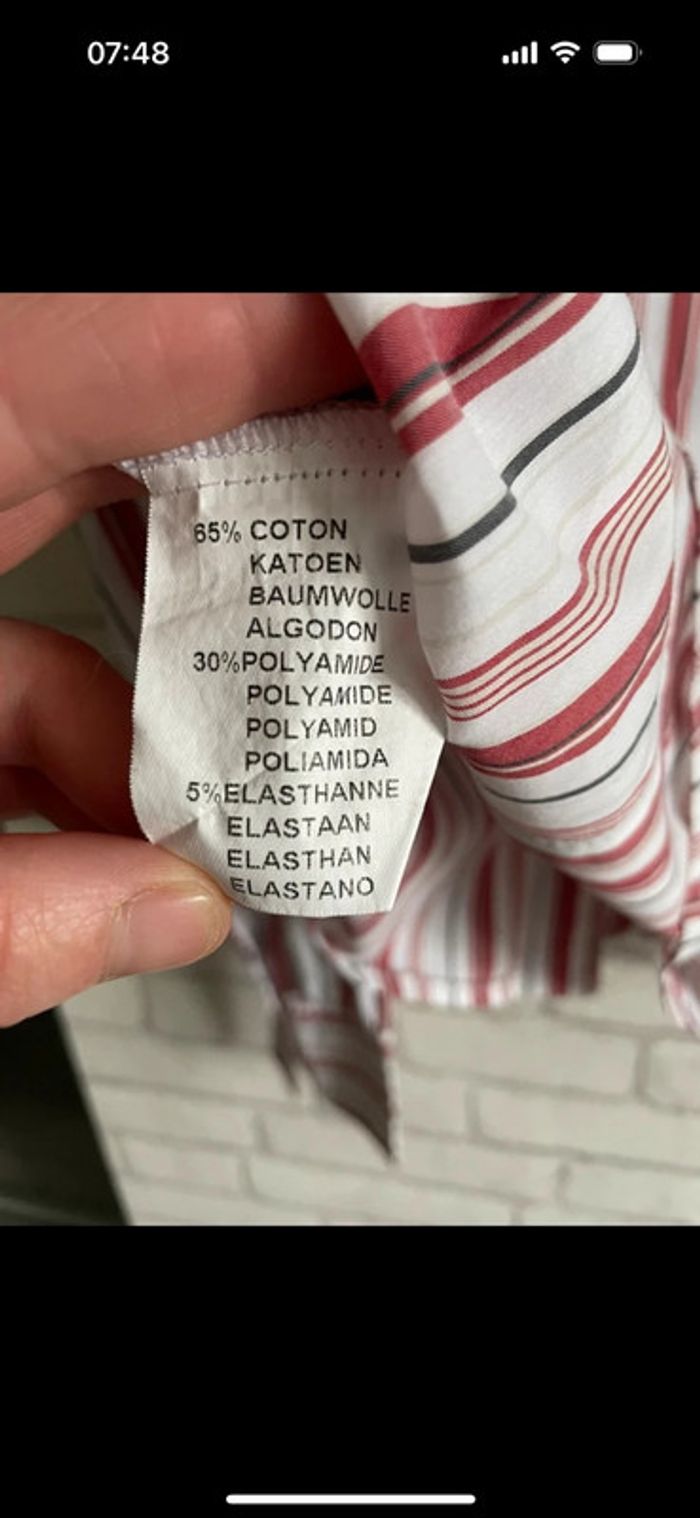 07:48
65% COTON
KATOEN
BAUMWOLLE
ALGODON
30%POLYAMIDE
POLYAMIDE
POLYAMID
POLIAMIDA
5%ELASTHANNE
ELASTAAN
ELASTHAN
ELASTANO